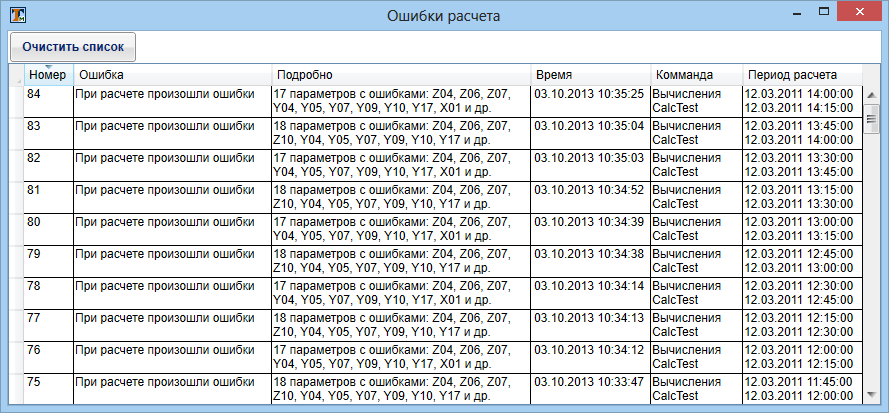 Ошибки расчета
Очистить список
Номер Ошибка Подробно Время Комманда Период расчета
84 При расчете произошли ошибки 17 параметров с ошибками: Z04, Z06, Z07, 03.10.2013 10:35:25 Вычисления 12.03.2011 14:00:00
Y04, Y05, Y07, Y09, Y10, Y17, X01 и др. CalcTest 12.03.2011 14:15:00
83 При расчете произошли ошибки 18 параметров с ошибками: Z04, Z06, Z07, 03.10.2013 10:35:04 Вычисления 12.03.2011 13:45:00
Z10, Y04, Y05, Y07, Y09, Y10, Y17 и др. CalcTest 12.03.2011 14:00:00
82 При расчете произошли ошибки 17 параметров с ошибками: Z04, Z06, Z07, 03.10.2013 10:35:03 Вычисления 12.03.2011 13:30:00
Y04, Y05, Y07, Y09, Y10, Y17, X01 и др. CalcTest 12.03.2011 13:45:00
81 При расчете произошли ошибки 18 параметров с ошибками: Z04, Z06, Z07, 03.10.2013 10:34:52 Вычисления 12.03.2011 13:15:00
Z10, Y04, Y05, Y07, Y09, Y10, Y17 и др. CalcTest 12.03.2011 13:30:00
80 При расчете произошли ошибки 17 параметров с ошибками: Z04, Z06, Z07, 03.10.2013 10:34:39 Вычисления 12.03.2011 13:00:00
Y04, Y05, Y07, Y09, Y10, Y17, X01 и др. CalcTest 12.03.2011 13:15:00
79 При расчете произошли ошибки 18 параметров с ошибками: Z04, Z06, Z07, 03.10.2013 10:34:38 Вычисления 12.03.2011 12:45:00
Z10, Y04, Y05, Y07, Y09, Y10, Y17 и др. CalcTest 12.03.2011 13:00:00
78 При расчете произошли ошибки 17 параметров с ошибками: Z04, Z06, Z07, 03.10.2013 10:34:14 Вычисления 12.03.2011 12:30:00
Y04, Y05, Y07, Y09, Y10, Y17, X01 и др. CalcTest 12.03.2011 12:45:00
77 При расчете произошли ошибки 18 параметров с ошибками: Z04, Z06, Z07, 03.10.2013 10:34:13 Вычисления 12.03.2011 12:15:00
Z10, Y04, Y05, Y07, Y09, Y10, Y17 и др. CalcTest 12.03.2011 12:30:00
76 При расчете произошли ошибки 17 параметров с ошибками: Z04, Z06, Z07, 03.10.2013 10:34:12 Вычисления 12.03.2011 12:00:00
Y04, Y05, Y07, Y09, Y10, Y17, X01 и др. CalcTest 12.03.2011 12:15:00
75 При расчете произошли ошибки 18 параметров с ошибками: Z04, Z06, Z07, 03.10.2013 10:33:47 Вычисления 12.03.2011 11:45:00
Z10, Y04, Y05, Y07, Y09, Y10, Y17 и др. CalcTest 12.03.2011 12:00:00